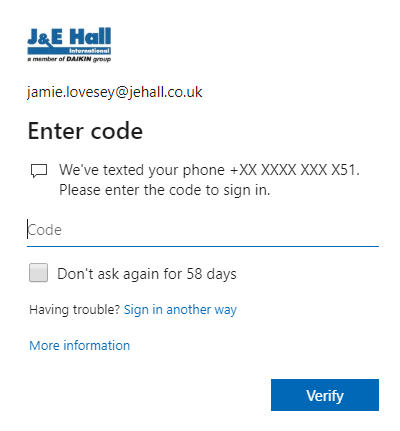 J&E Hall
International
a member of DAIKIN group
jamie.lovesey@jehall.co.uk
Enter code
We've texted your phone +XX XXXX XXX X51.
Please enter the code to sign in.
Code
Don't ask again for 58 days
Having trouble? Sign in another way
More information
Verify